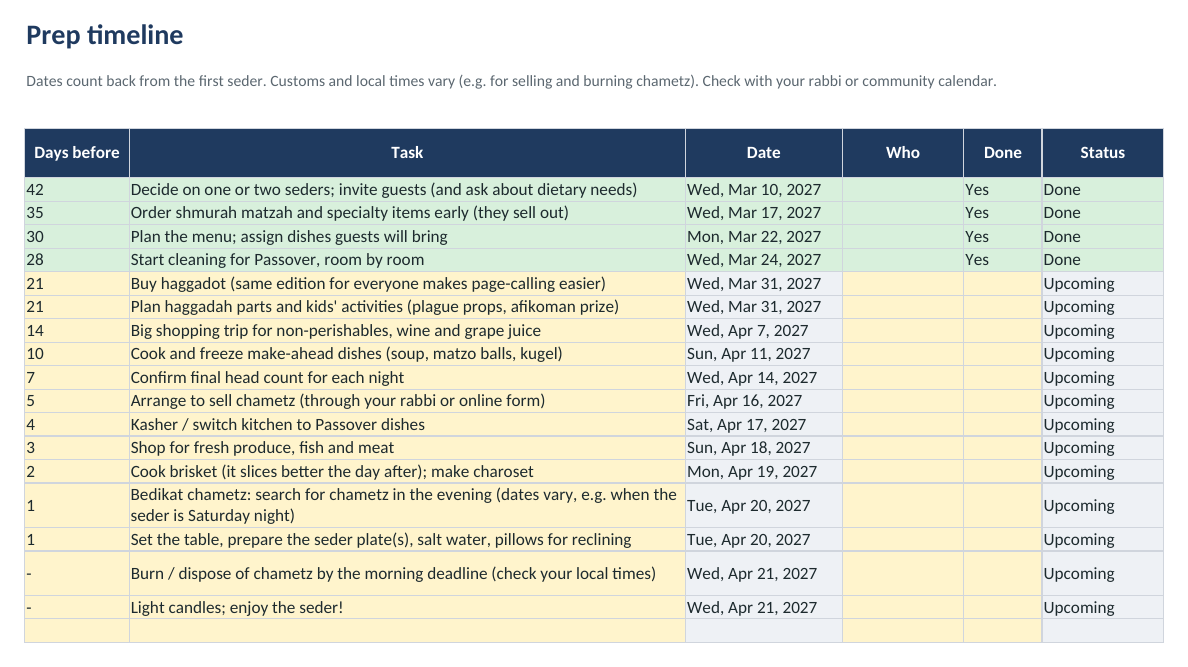 Prep timeline
Dates count back from the first seder. Customs and local times vary (e.g. for selling and burning chametz). Check with your rabbi or community calendar.
Days before Task Date Who Done Status
42 Decide on one or two seders; invite guests (and ask about dietary needs) Wed, Mar 10, 2027 Yes Done
35 Order shmurah matzah and specialty items early (they sell out) Wed, Mar 17, 2027 Yes Done
30 Plan the menu; assign dishes guests will bring Mon, Mar 22, 2027 Yes Done
28 Start cleaning for Passover, room by room Wed, Mar 24, 2027 Yes Done
21 Buy haggadot (same edition for everyone makes page-calling easier) Wed, Mar 31, 2027 Upcoming
21 Plan haggadah parts and kids' activities (plague props, afikoman prize) Wed, Mar 31, 2027 Upcoming
14 Big shopping trip for non-perishables, wine and grape juice Wed, Apr 7, 2027 Upcoming
10 Cook and freeze make-ahead dishes (soup, matzo balls, kugel) Sun, Apr 11, 2027 Upcoming
7 Confirm final head count for each night Wed, Apr 14, 2027 Upcoming
5 Arrange to sell chametz (through your rabbi or online form) Fri, Apr 16, 2027 Upcoming
4 Kasher / switch kitchen to Passover dishes Sat, Apr 17, 2027 Upcoming
3 Shop for fresh produce, fish and meat Sun, Apr 18, 2027 Upcoming
2 Cook brisket (it slices better the day after); make charoset Mon, Apr 19, 2027 Upcoming
1 Bedikat chametz: search for chametz in the evening (dates vary, e.g. when the
seder is Saturday night) Tue, Apr 20, 2027 Upcoming
1 Set the table, prepare the seder plate(s), salt water, pillows for reclining Tue, Apr 20, 2027 Upcoming
- Burn / dispose of chametz by the morning deadline (check your local times) Wed, Apr 21, 2027 Upcoming
- Light candles; enjoy the seder! Wed, Apr 21, 2027 Upcoming